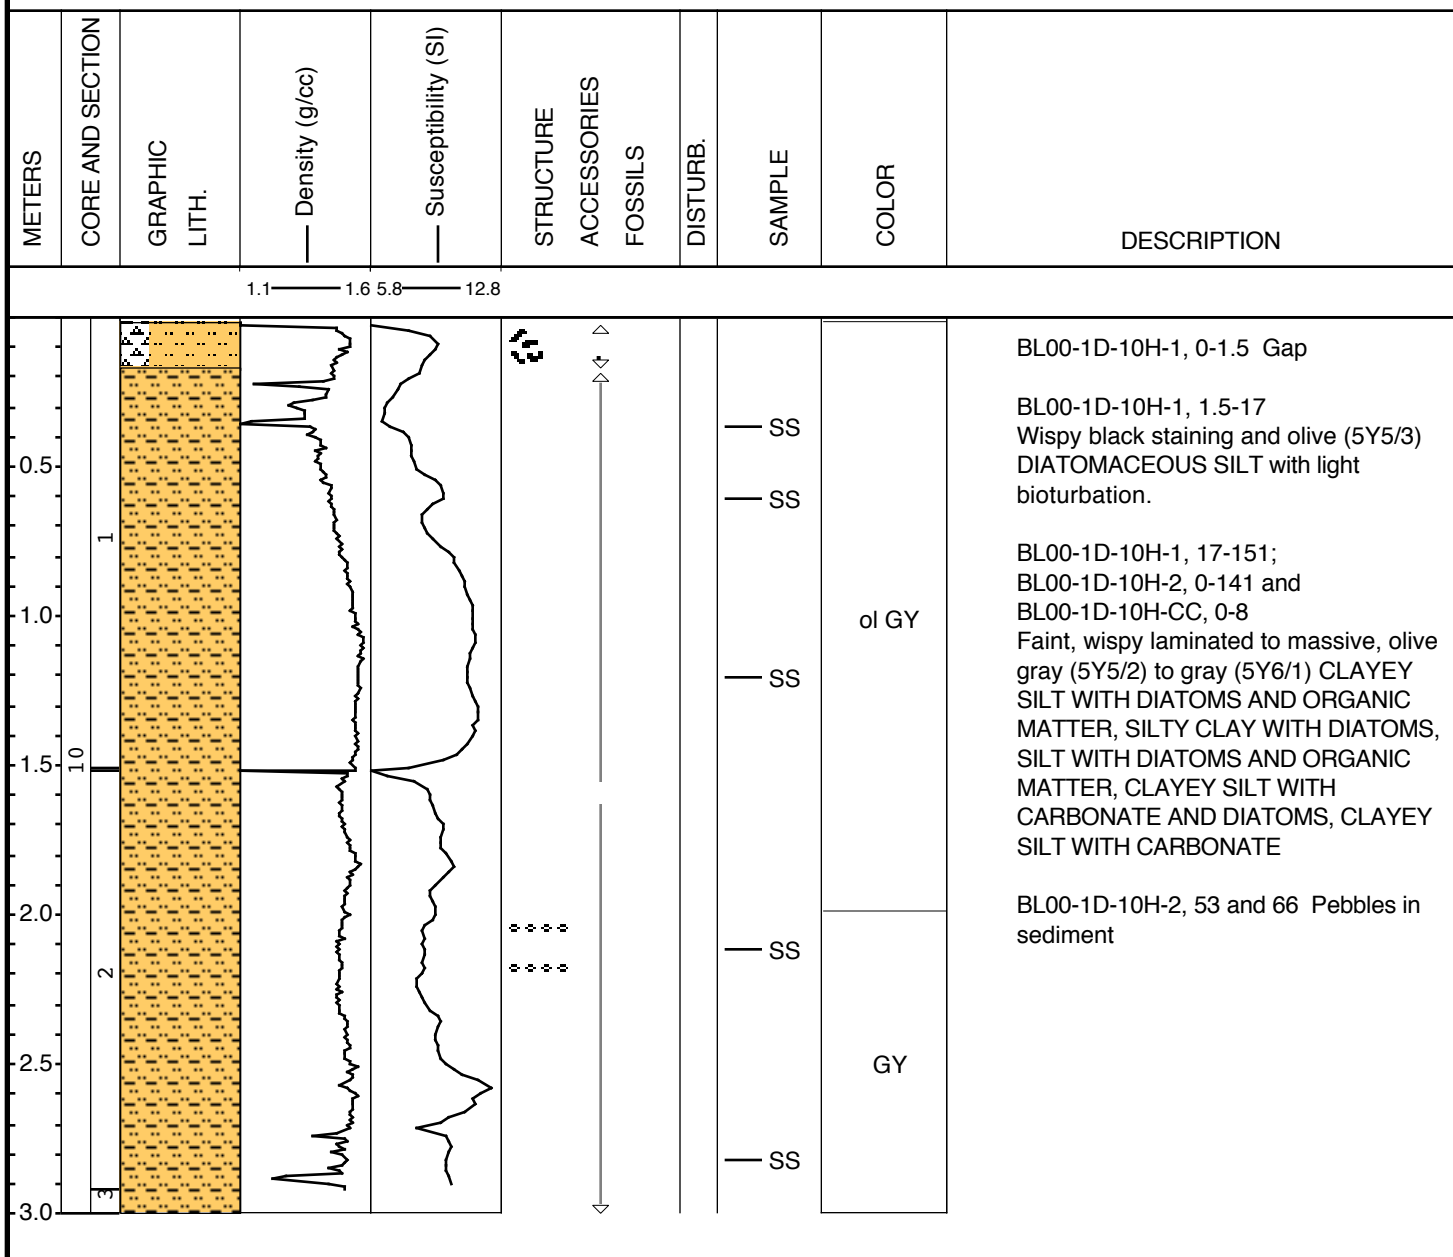 METERS
CORE AND SECTION
GRAPHIC
LITH.
Density (g/cc)
Susceptibility (SI)
STRUCTURE
ACCESSORIES
FOSSILS
DISTURB.
SAMPLE
COLOR
DESCRIPTION
1.1 1.6 5.8 12.8
BL00-1D-10H-1, 0-1.5 Gap
BL00-1D-10H-1, 1.5-17
Wispy black staining and olive (5Y5/3)
DIATOMACEOUS SILT with light
bioturbation.
BL00-1D-10H-1, 17-151;
BL00-1D-10H-2, 0-141 and
BL00-1D-10H-CC, 0-8
Faint, wispy laminated to massive, olive
gray (5Y5/2) to gray (5Y6/1) CLAYEY
SILT WITH DIATOMS AND ORGANIC
MATTER, SILTY CLAY WITH DIATOMS,
SILT WITH DIATOMS AND ORGANIC
MATTER, CLAYEY SILT WITH
CARBONATE AND DIATOMS, CLAYEY
SILT WITH CARBONATE
BL00-1D-10H-2, 53 and 66 Pebbles in
sediment
0.5
1.0
1.5
2.0
2.5
3.0
10
1
2
3
SS
SS
SS
SS
SS
ol GY
GY